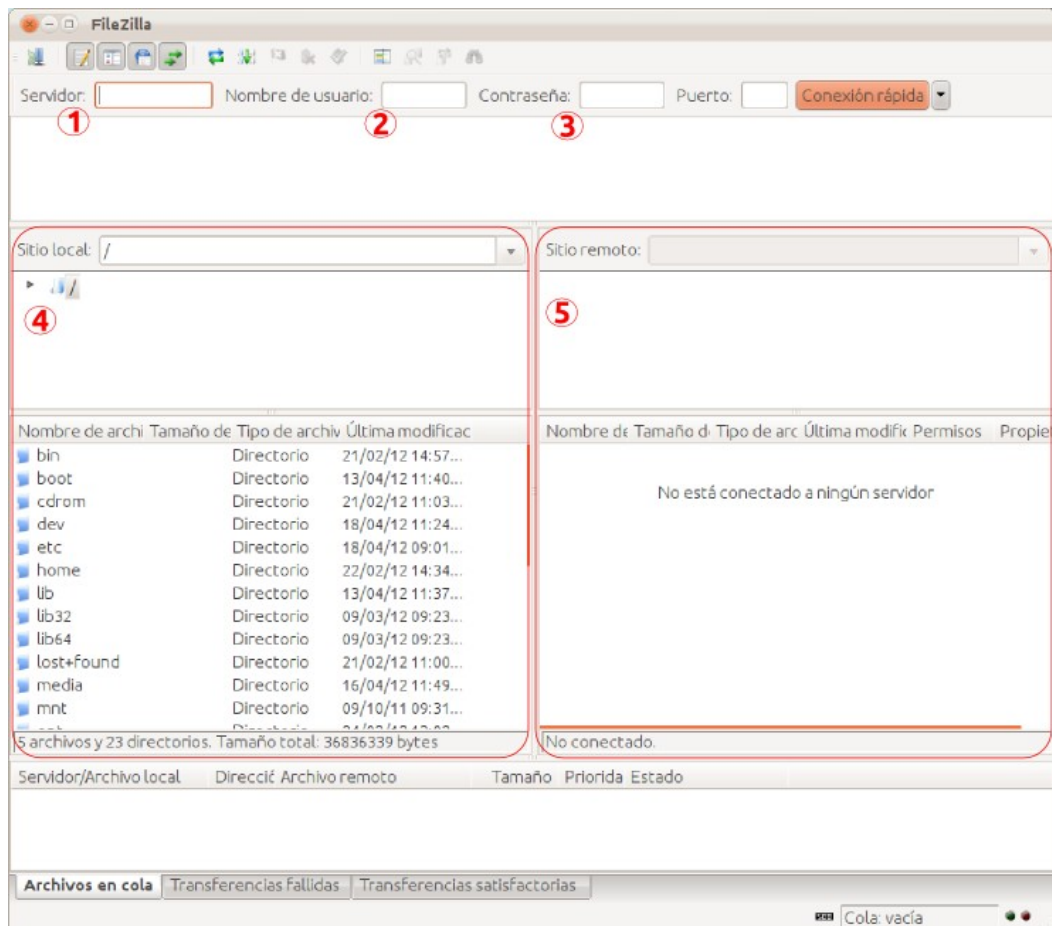 FileZilla
Servidor: Nombre de usuario: Contraseña: Puerto: Conexión rápida
1 2 3
Sitio local: / Sitio remoto:
/
4 5
Nombre de archi Tamaño de Tipo de archiv Última modificac Nombre de Tamaño d Tipo de arc Última modific Permisos Propiet
bin Directorio 21/02/12 14:57...
boot Directorio 13/04/12 11:40...
cdrom Directorio 21/02/12 11:03...
No está conectado a ningún servidor
dev Directorio 18/04/12 11:24...
etc Directorio 18/04/12 09:01...
home Directorio 22/02/12 14:34...
lib Directorio 13/04/12 11:37...
lib32 Directorio 09/03/12 09:23...
lib64 Directorio 09/03/12 09:23...
lost+found Directorio 21/02/12 11:00...
media Directorio 16/04/12 11:49...
mnt Directorio 09/10/11 09:31...
5 archivos y 23 directorios. Tamaño total: 36836339 bytes No conectado.
Servidor/Archivo local Direcció Archivo remoto Tamaño Priorida Estado
Archivos en cola Transferencias fallidas Transferencias satisfactorias
Cola: vacía